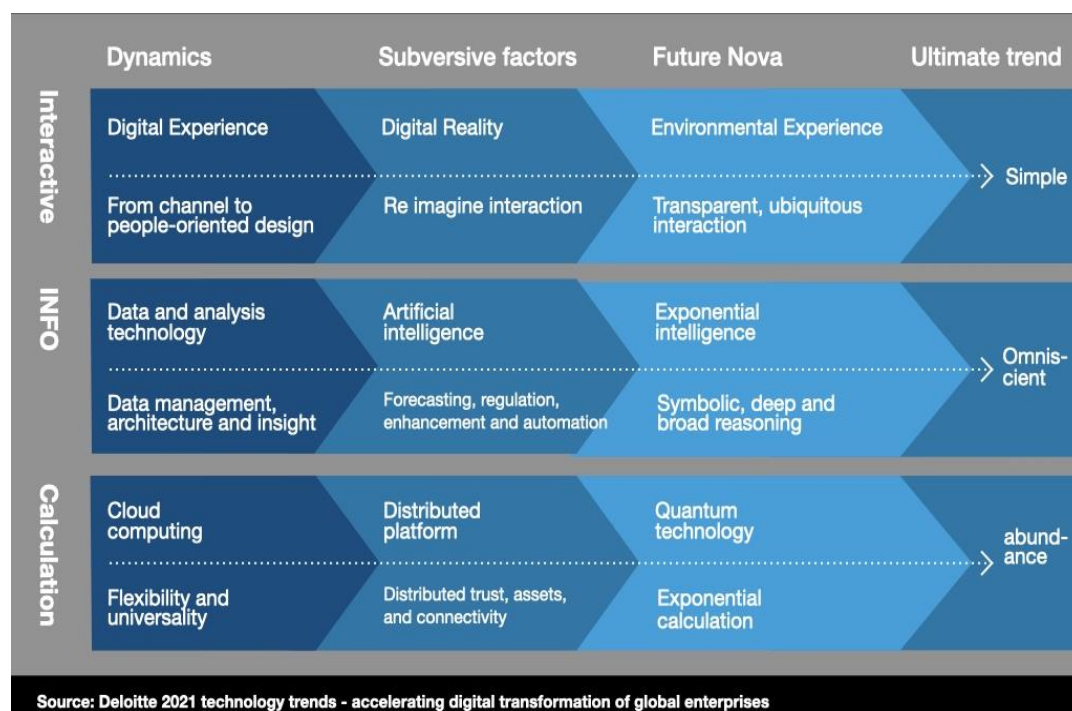 Dynamics
Subversive factors
Future Nova
Ultimate trend
Interactive
Digital Experience
Digital Reality
Environmental Experience
Simple
From channel to
people-oriented design
Re imagine interaction
Transparent, ubiquitous
interaction
INFO
Data and analysis
technology
Artificial
intelligence
Exponential
intelligence
Omnis-
cient
Data management,
architecture and insight
Forecasting, regulation,
enhancement and automation
Symbolic, deep and
broad reasoning
Calculation
Cloud
computing
Distributed
platform
Quantum
technology
abund-
ance
Flexibility and
universality
Distributed trust, assets,
and connectivity
Exponential
calculation
Source: Deloitte 2021 technology trends - accelerating digital transformation of global enterprises